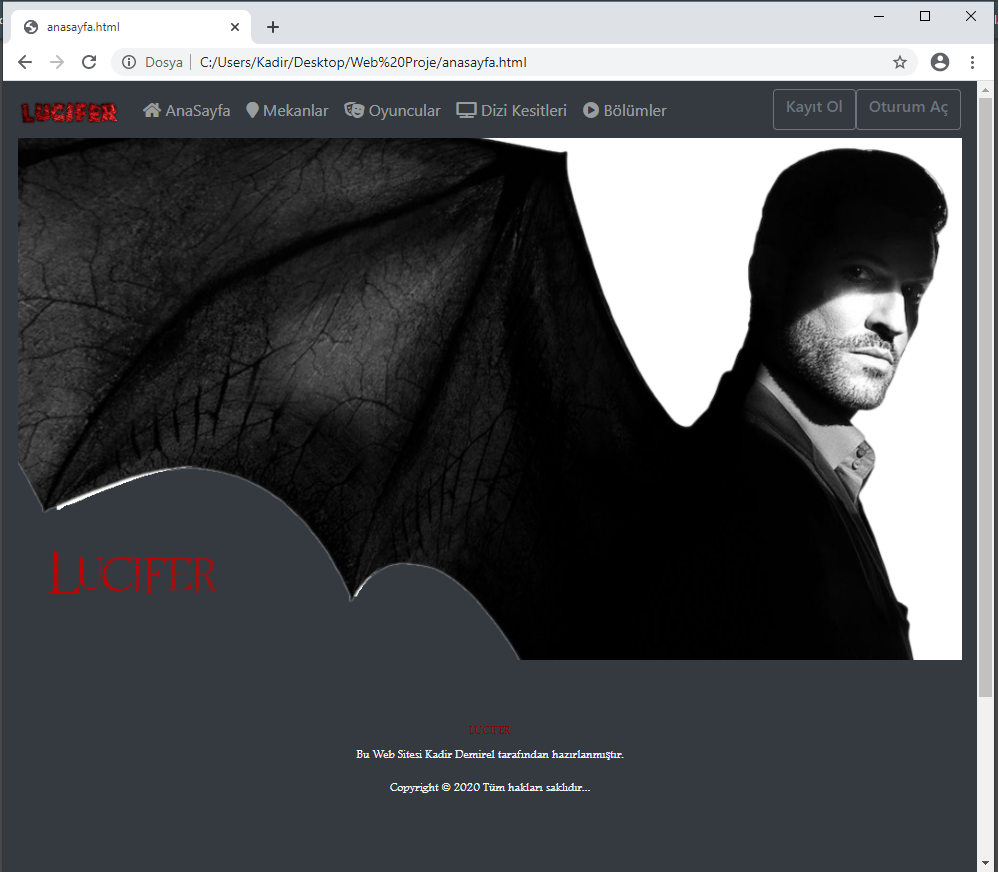 anasayfa.html
Dosya C:/Users/Kadir/Desktop/Web%20Proje/anasayfa.html
LUCIFER AnaSayfa Mekanlar Oyuncular Dizi Kesitleri Bölümler Kayıt Ol Oturum Aç
LUCIFER
LUCIFER
Bu Web Sitesi Kadir Demirel tarafından hazırlanmıştır.
Copyright © 2020 Tüm hakları saklıdır...